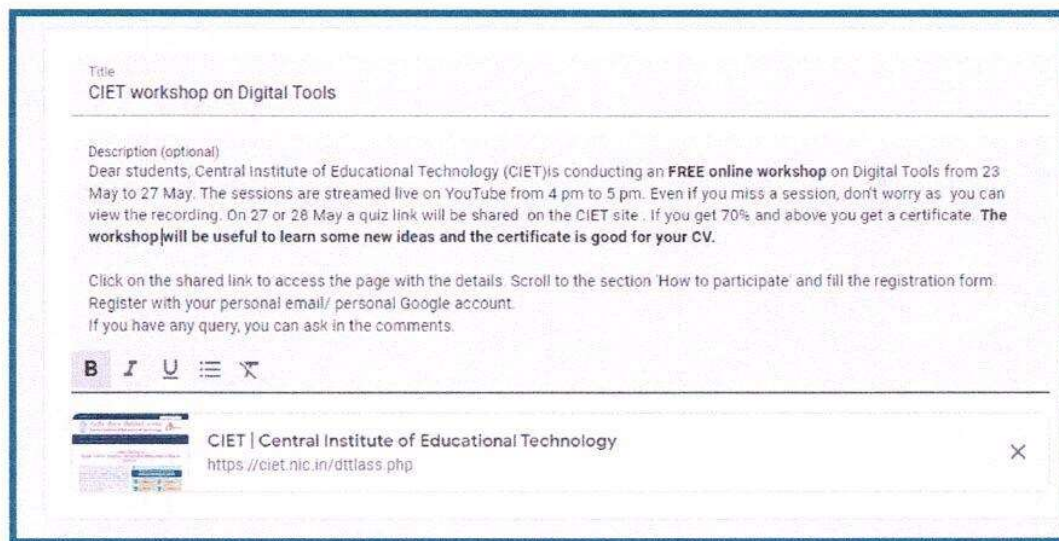 Title
CIET workshop on Digital Tools
Description (optional)
Dear students, Central Institute of Educational Technology (CIET)is conducting an FREE online workshop on Digital Tools from 23
May to 27 May. The sessions are streamed live on YouTube from 4 pm to 5 pm. Even if you miss a session, don't worry as you can
view the recording. On 27 or 28 May a quiz link will be shared on the CIET site . If you get 70% and above you get a certificate. The
workshop will be useful to learn some new ideas and the certificate is good for your CV.
Click on the shared link to access the page with the details. Scroll to the section 'How to participate' and fill the registration form.
Register with your personal email/ personal Google account.
If you have any query, you can ask in the comments.
B I U
CIET | Central Institute of Educational Technology
https://ciet.nic.in/dttlass.php